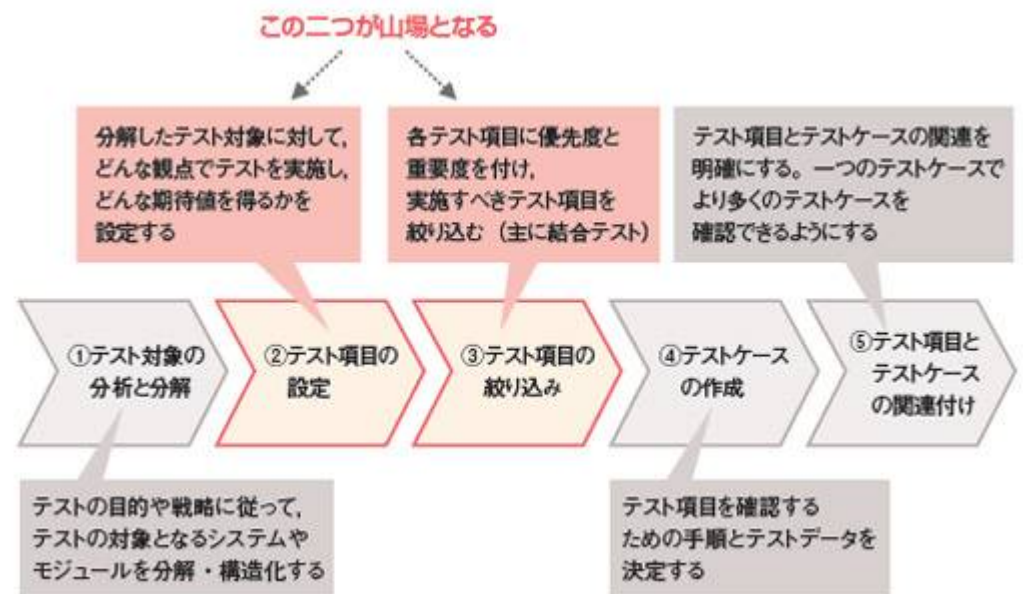 この二つが山場となる
分解したテスト対象に対して，
どんな観点でテストを実施し，
どんな期待値を得るかを
設定する
各テスト項目に優先度と
重要度を付け，
実施すべきテスト項目を
絞り込む（主に結合テスト）
テスト項目とテストケースの関連を
明確にする。一つのテストケースで
より多くのテストケースを
確認できるようにする
①テスト対象の
分析と分解
②テスト項目の
設定
③テスト項目の
絞り込み
④テストケース
の作成
⑤テスト項目と
テストケース
の関連付け
テストの目的や戦略に従って，
テストの対象となるシステムや
モジュールを分解・構造化する
テスト項目を確認する
ための手順とテストデータを
決定する